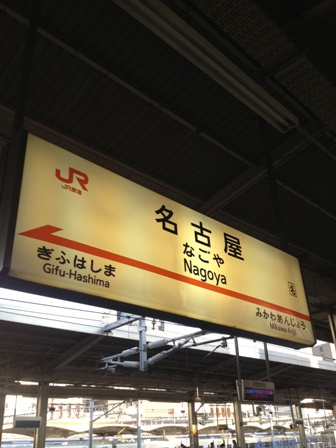 JR
JR東海
名古屋
なごや
Nagoya
名
ぎふはしま
Gifu-Hashima
みかわあんじょう
Mikawa-Anjō